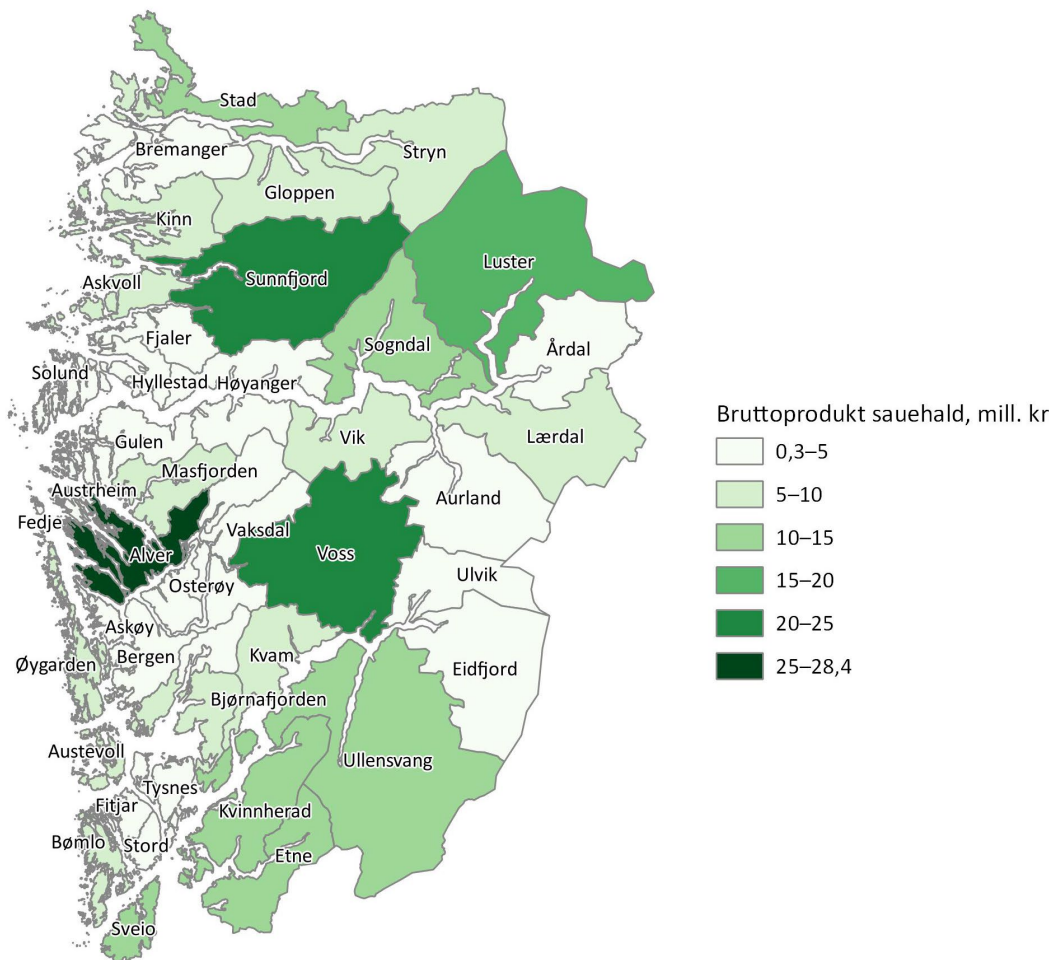 Stad
Bremanger
Stryn
Gloppen
Kinn
Luster
Askvoll
Sunnfjord
Fjaler
Sogndal
Årdal
Solund
Hyllestad
Høyanger
Gulen
Vik
Lærdal
Masfjorden
Austrheim
Aurland
Fedje
Vaksdal
Alver
Voss
Osterøy
Ulvik
Askøy
Øygarden
Bergen
Kvam
Eidfjord
Bjørnafjorden
Austevoll
Ullensvang
Tysnes
Fitjar
Kvinnherad
Bømlo
Stord
Etne
Sveio
Bruttoprodukt sauehald, mill. kr
0,3–5
5–10
10–15
15–20
20–25
25–28,4